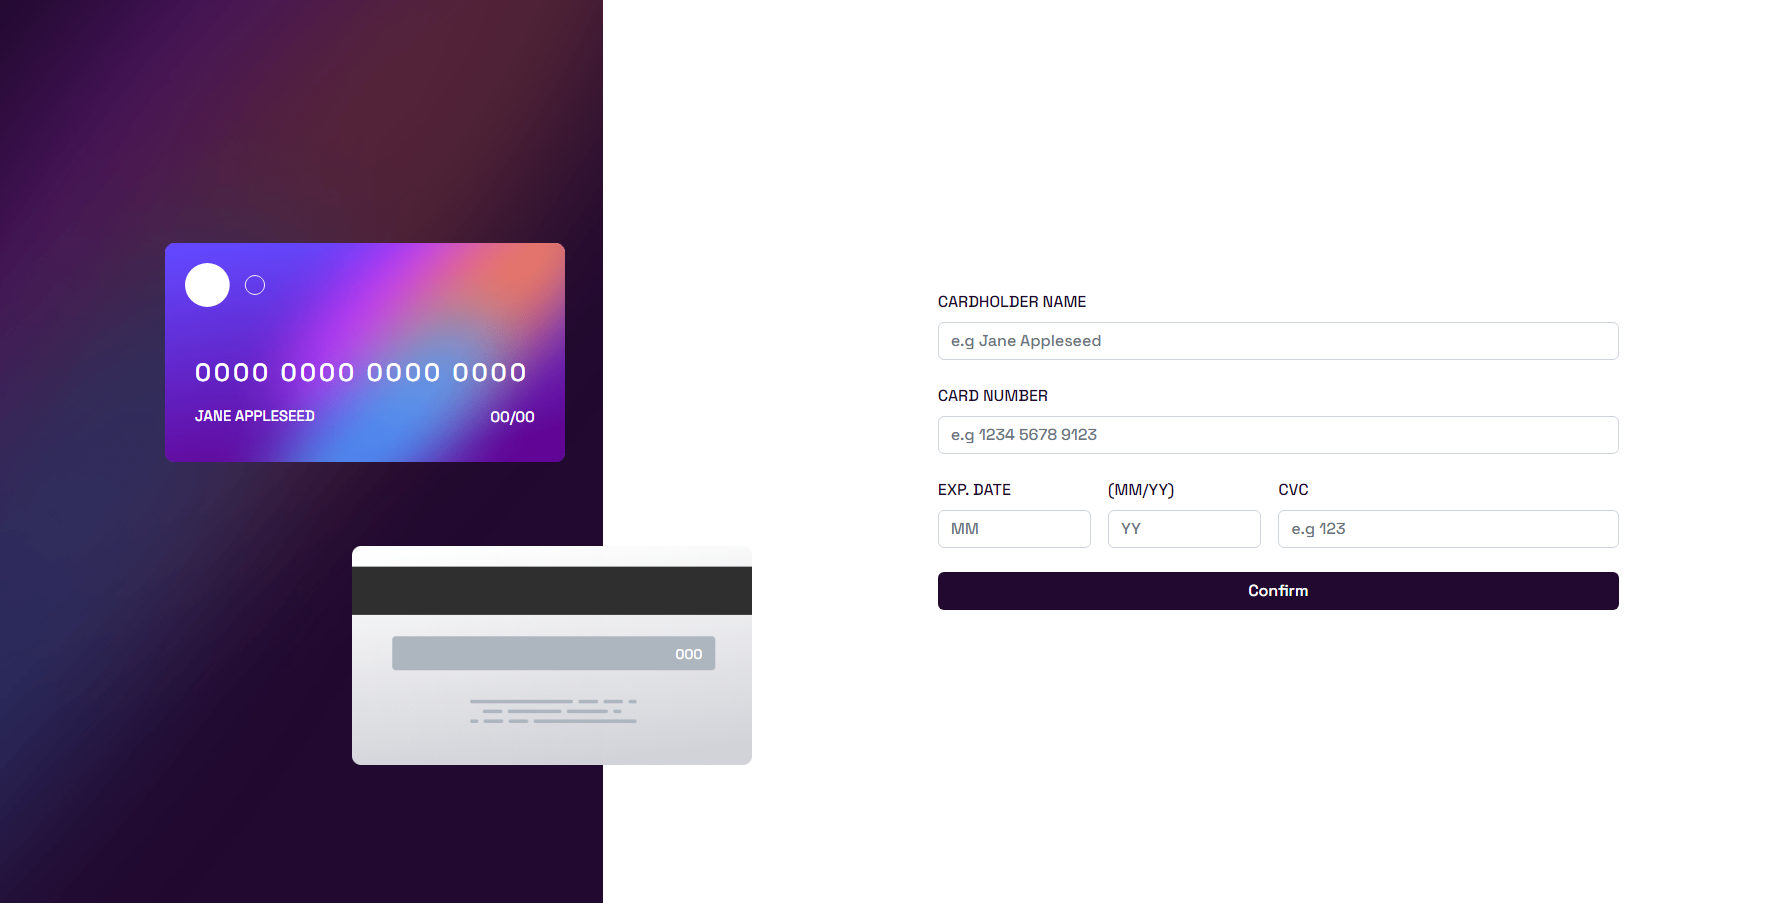 0000 0000 0000 0000
JANE APPLESEED 00/00
000
CARDHOLDER NAME
e.g Jane Appleseed
CARD NUMBER
e.g 1234 5678 9123
EXP. DATE (MM/YY) CVC
MM YY e.g 123
Confirm